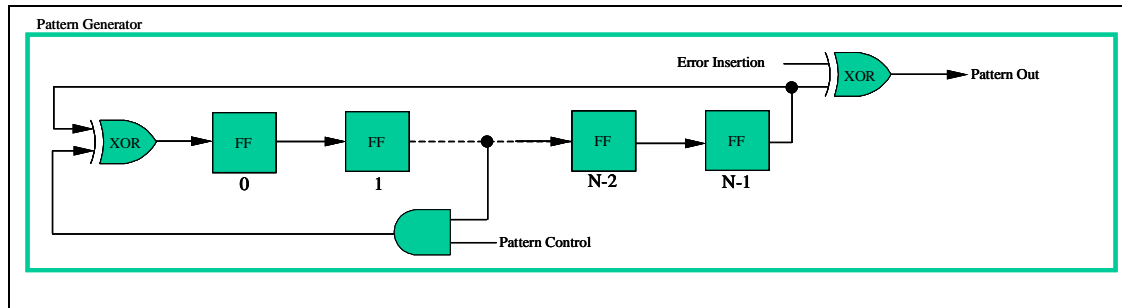 Pattern Generator
Error Insertion
XOR
Pattern Out
XOR
FF
FF
FF
FF
0
1
N-2
N-1
Pattern Control